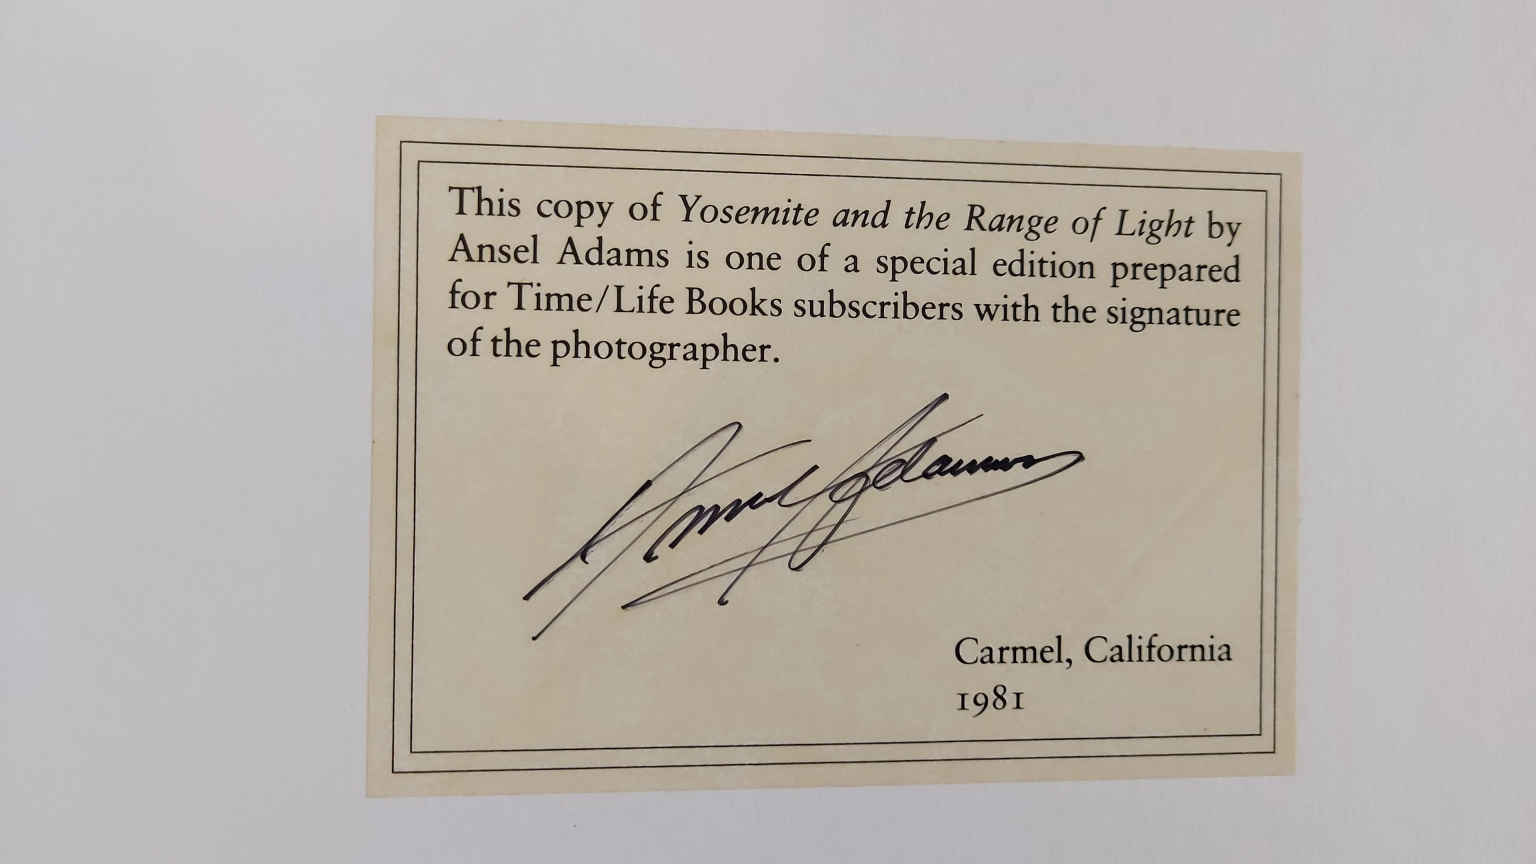 This copy of Yosemite and the Range of Light by
Ansel Adams is one of a special edition prepared
for Time/Life Books subscribers with the signature
of the photographer.
Ansel Adams
Carmel, California
1981